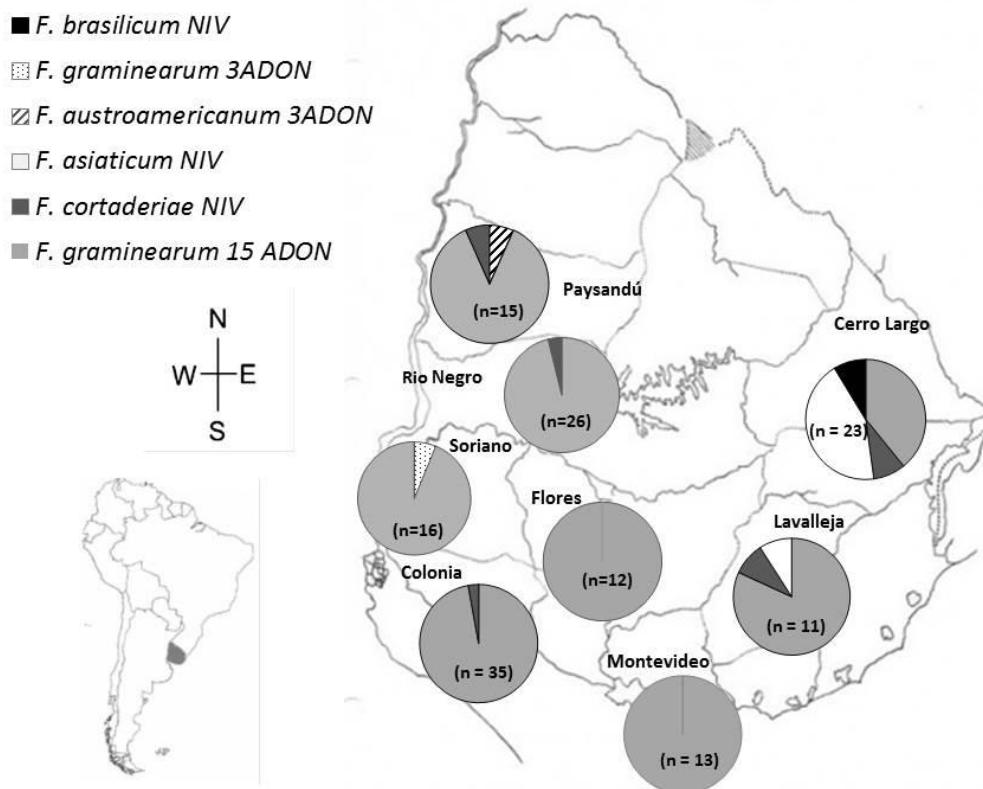 F. brasilicum NIV
F. graminearum 3ADON
F. austroamericanum 3ADON
F. asiaticum NIV
F. cortaderiae NIV
F. graminearum 15 ADON
N
W E
S
Paysandú
(n=15)
Cerro Largo
(n = 23)
Rio Negro
(n=26)
Soriano
(n=16)
Flores
(n=12)
Lavalleja
(n = 11)
Colonia
(n = 35)
Montevideo
(n = 13)